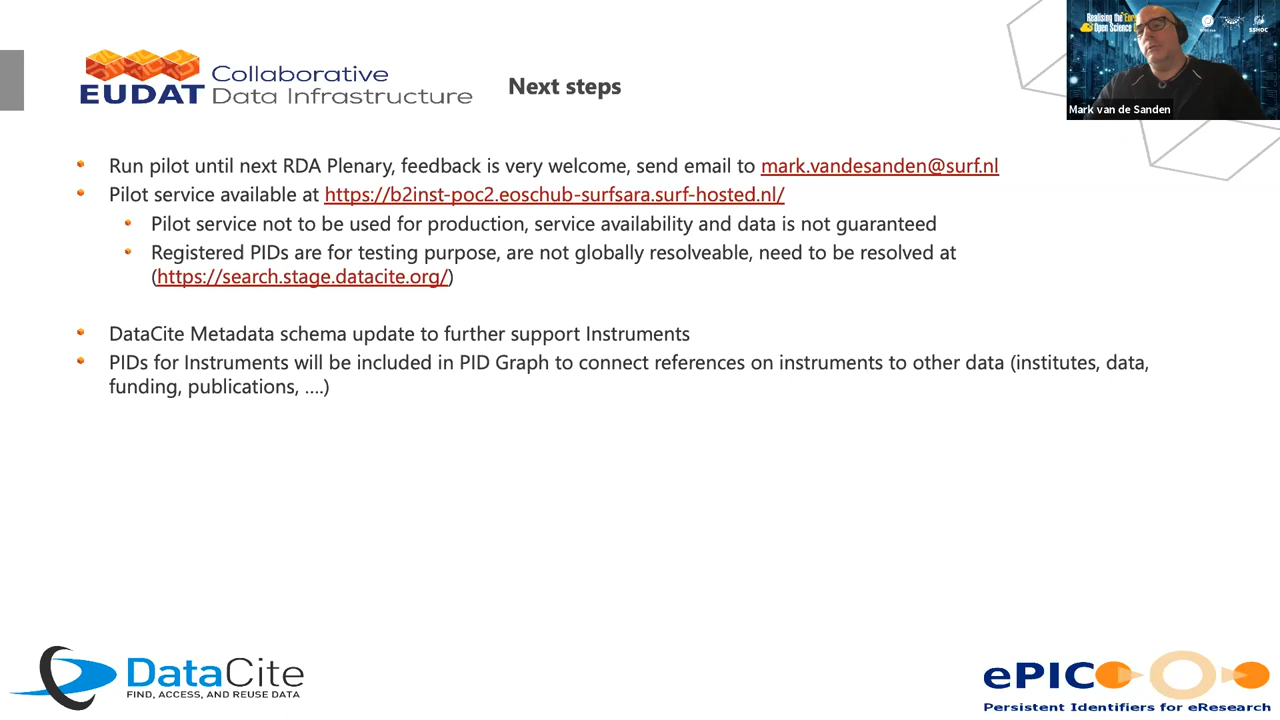 Realising the Eur
Open Science
SSHOC
Mark van de Sanden
EUDAT Collaborative
Data Infrastructure
Next steps
Run pilot until next RDA Plenary, feedback is very welcome, send email to mark.vandesanden@surf.nl
Pilot service available at https://b2inst-poc2.eoschub-surfsara.surf-hosted.nl/
Pilot service not to be used for production, service availability and data is not guaranteed
Registered PIDs are for testing purpose, are not globally resolveable, need to be resolved at
(https://search.stage.datacite.org/)
DataCite Metadata schema update to further support Instruments
PIDs for Instruments will be included in PID Graph to connect references on instruments to other data (institutes, data,
funding, publications, ....)
DataCite
FIND, ACCESS, AND REUSE DATA
ePIC
Persistent Identifiers for eResearch